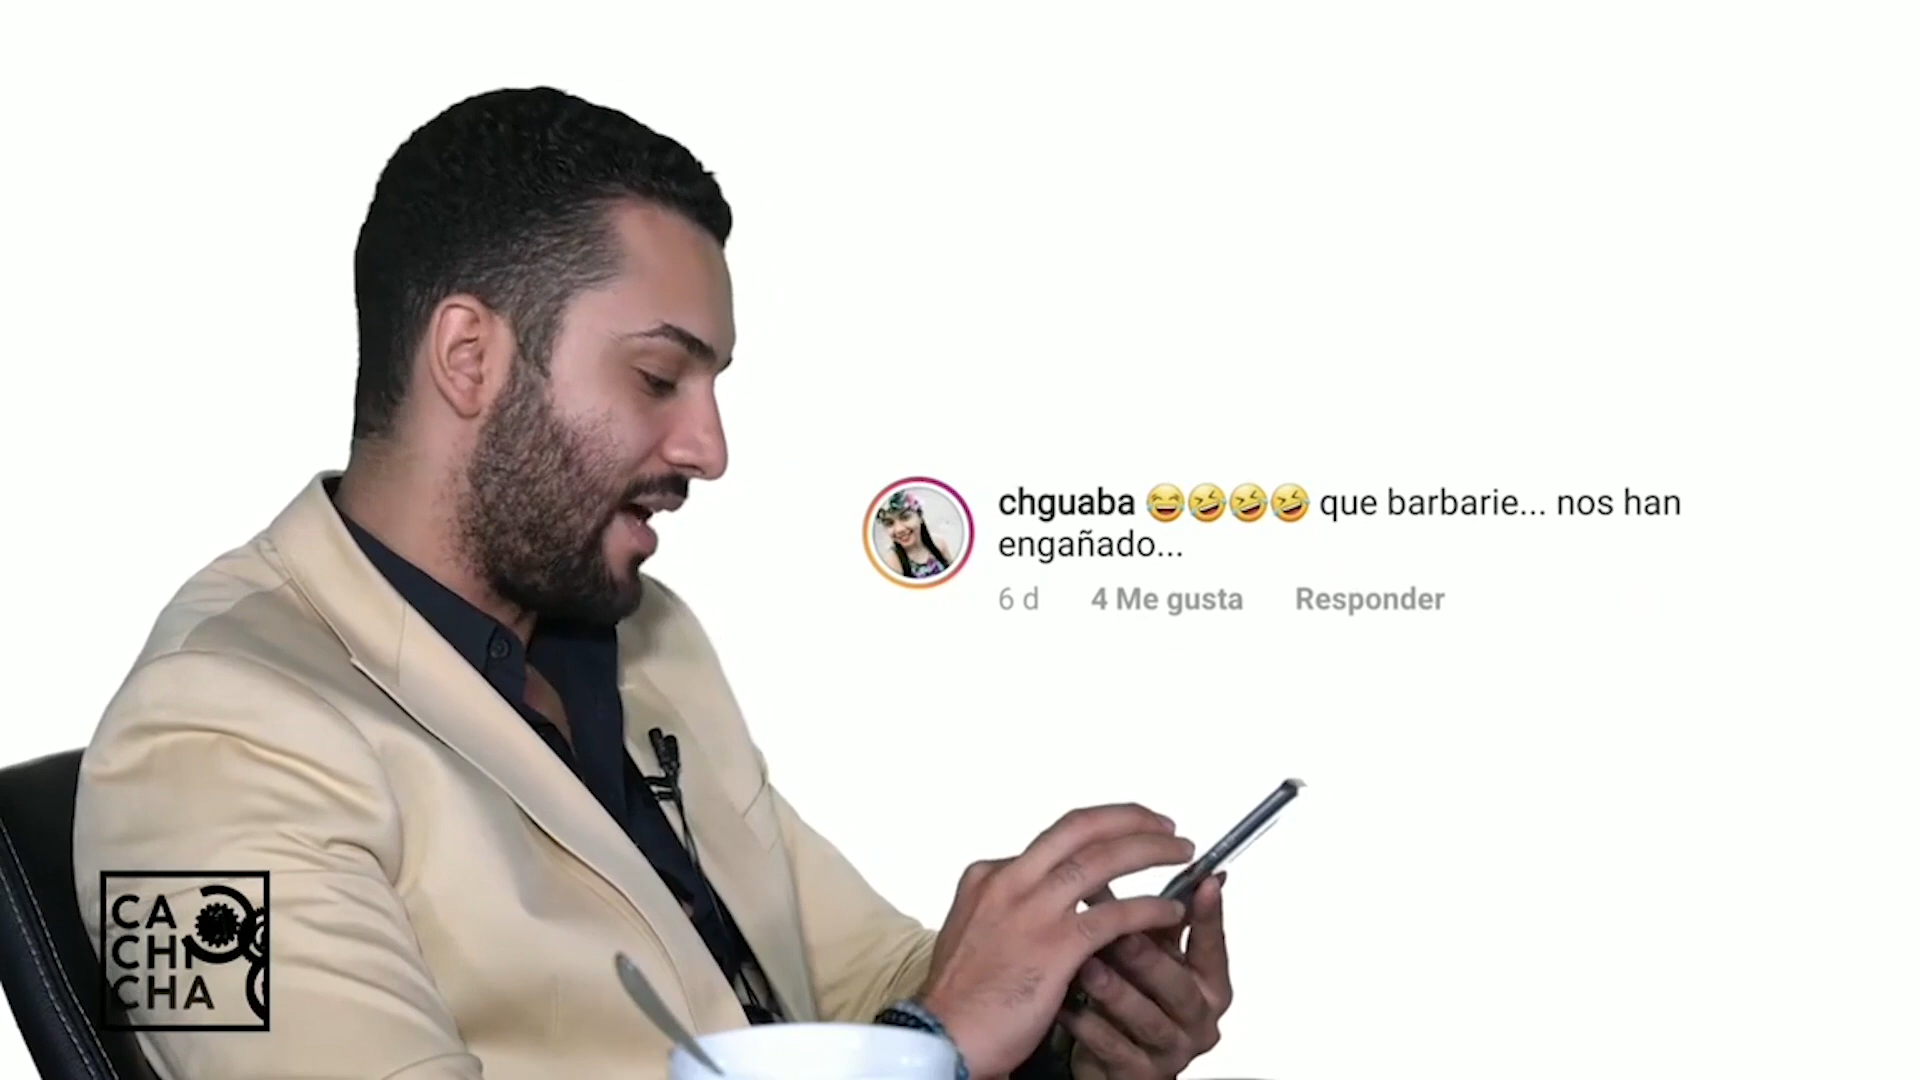 chguaba 😂🤣🤣🤣 que barbarie... nos han
engañado...
6 d 4 Me gusta Responder
CA
CHI
CHA